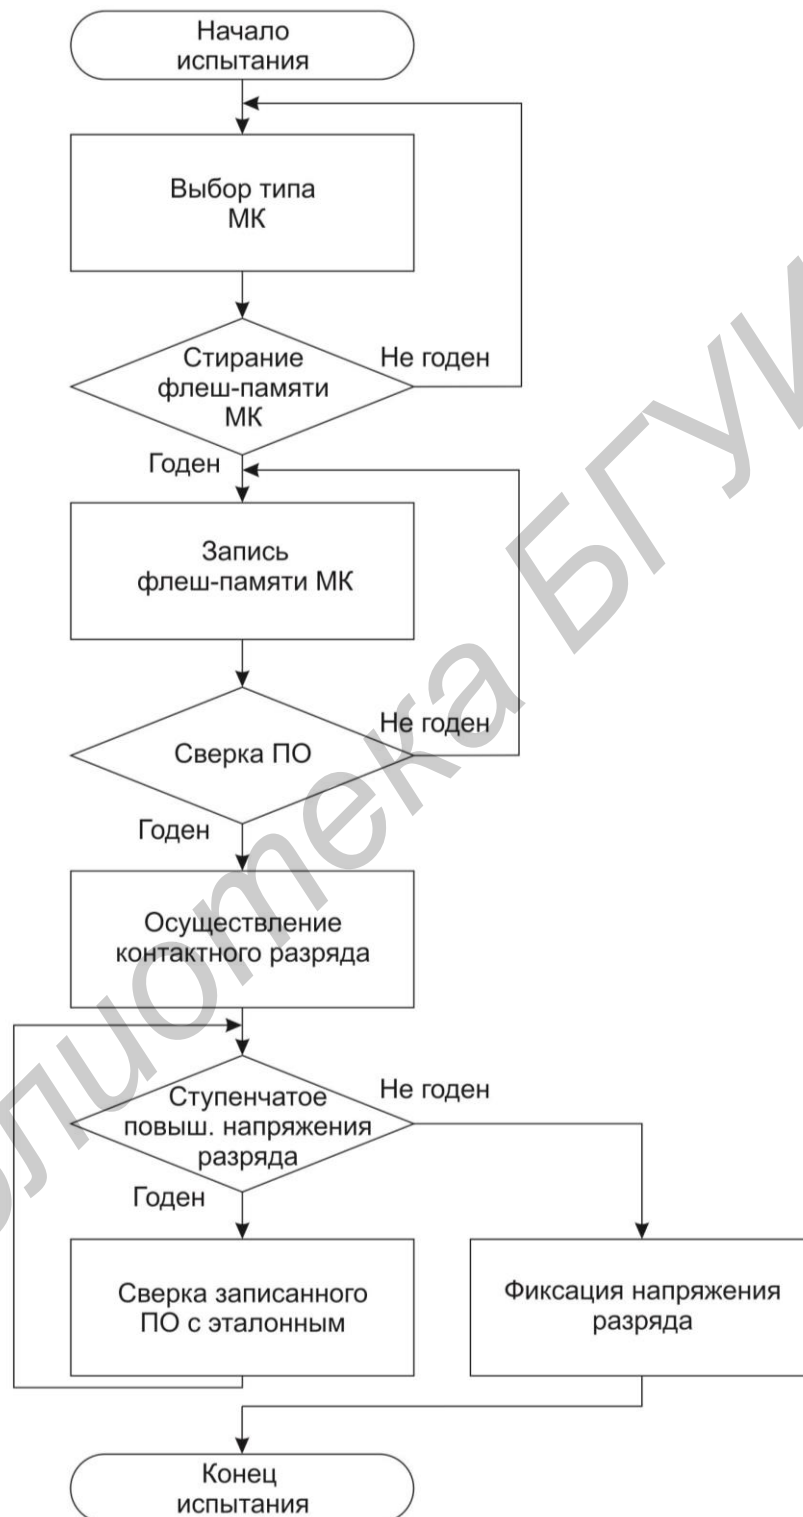 Начало
испытания
Выбор типа
МК
Стирание
флеш-памяти
МК
Не годен
Годен
Запись
флеш-памяти МК
Сверка ПО
Не годен
Годен
Осуществление
контактного разряда
Ступенчатое
повыш. напряжения
разряда
Не годен
Годен
Сверка записанного
ПО с эталонным
Фиксация напряжения
разряда
Конец
испытания